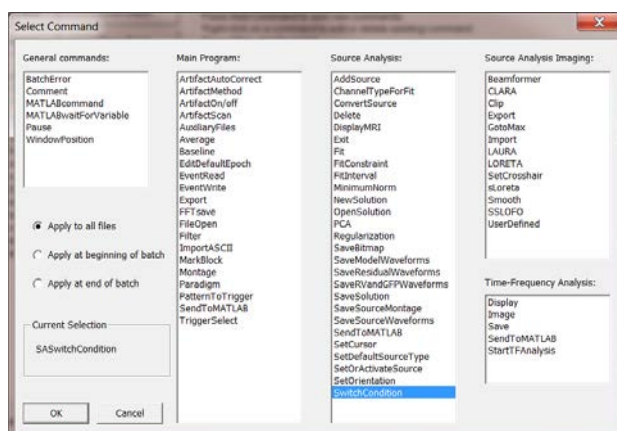 Select Command
General commands:
BatchError
Comment
MATLABcommand
MATLABwaitForVariable
Pause
WindowPosition
Apply to all files
Apply at beginning of batch
Apply at end of batch
Current Selection
SASwitchCondition
OK
Cancel
Main Program:
ArtifactAutoCorrect
ArtifactMethod
ArtifactOn/off
ArtifactScan
AuxiliaryFiles
Average
Baseline
EditDefaultEpoch
EventRead
EventWrite
Export
FFTsave
FileOpen
Filter
ImportASCII
MarkBlock
Montage
Paradigm
PatternToTrigger
SendToMATLAB
TriggerSelect
Source Analysis:
AddSource
ChannelTypeForFit
ConvertSource
Delete
DisplayMRI
Exit
Fit
FitConstraint
FitInterval
MinimumNorm
NewSolution
OpenSolution
PCA
Regularization
SaveBitmap
SaveModelWaveforms
SaveResidualWaveforms
SaveRVandGFPWaveforms
SaveSolution
SaveSourceMontage
SaveSourceWaveforms
SendToMATLAB
SetCursor
SetDefaultSourceType
SetOrActivateSource
SetOrientation
SwitchCondition
Source Analysis Imaging:
Beamformer
CLARA
Clip
Export
GotoMax
Import
LAURA
LORETA
SetCrosshair
sLoreta
Smooth
SSLOFO
UserDefined
Time-Frequency Analysis:
Display
Image
Save
SendToMATLAB
StartTFAnalysis